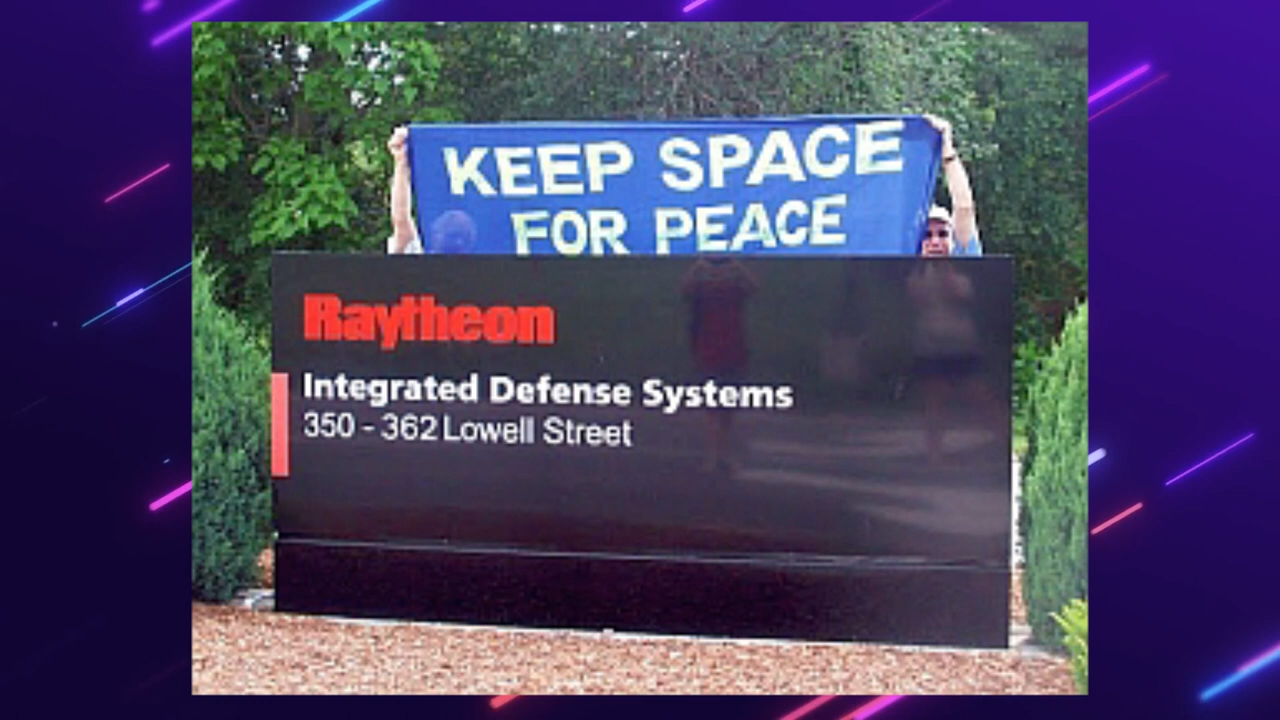 KEEP SPACE
FOR PEACE
Raytheon
Integrated Defense Systems
350 - 362 Lowell Street